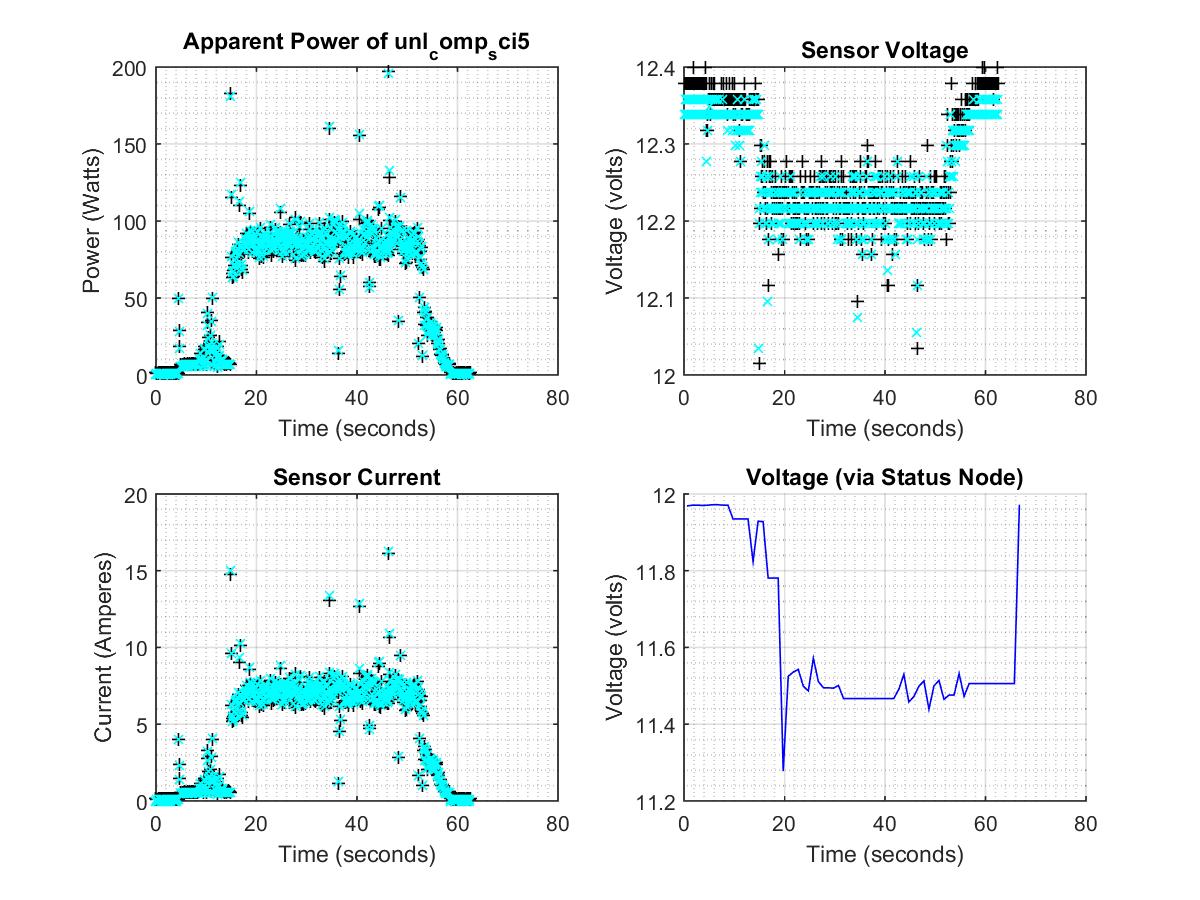 Apparent Power of unl_comp_sci5
200
150
100
50
0
0 20 40 60 80
Power (Watts)
Time (seconds)
Sensor Voltage
12.4
12.3
12.2
12.1
12
0 20 40 60 80
Voltage (volts)
Time (seconds)
Sensor Current
20
15
10
5
0
0 20 40 60 80
Current (Amperes)
Time (seconds)
Voltage (via Status Node)
12
11.8
11.6
11.4
11.2
0 20 40 60 80
Voltage (volts)
Time (seconds)